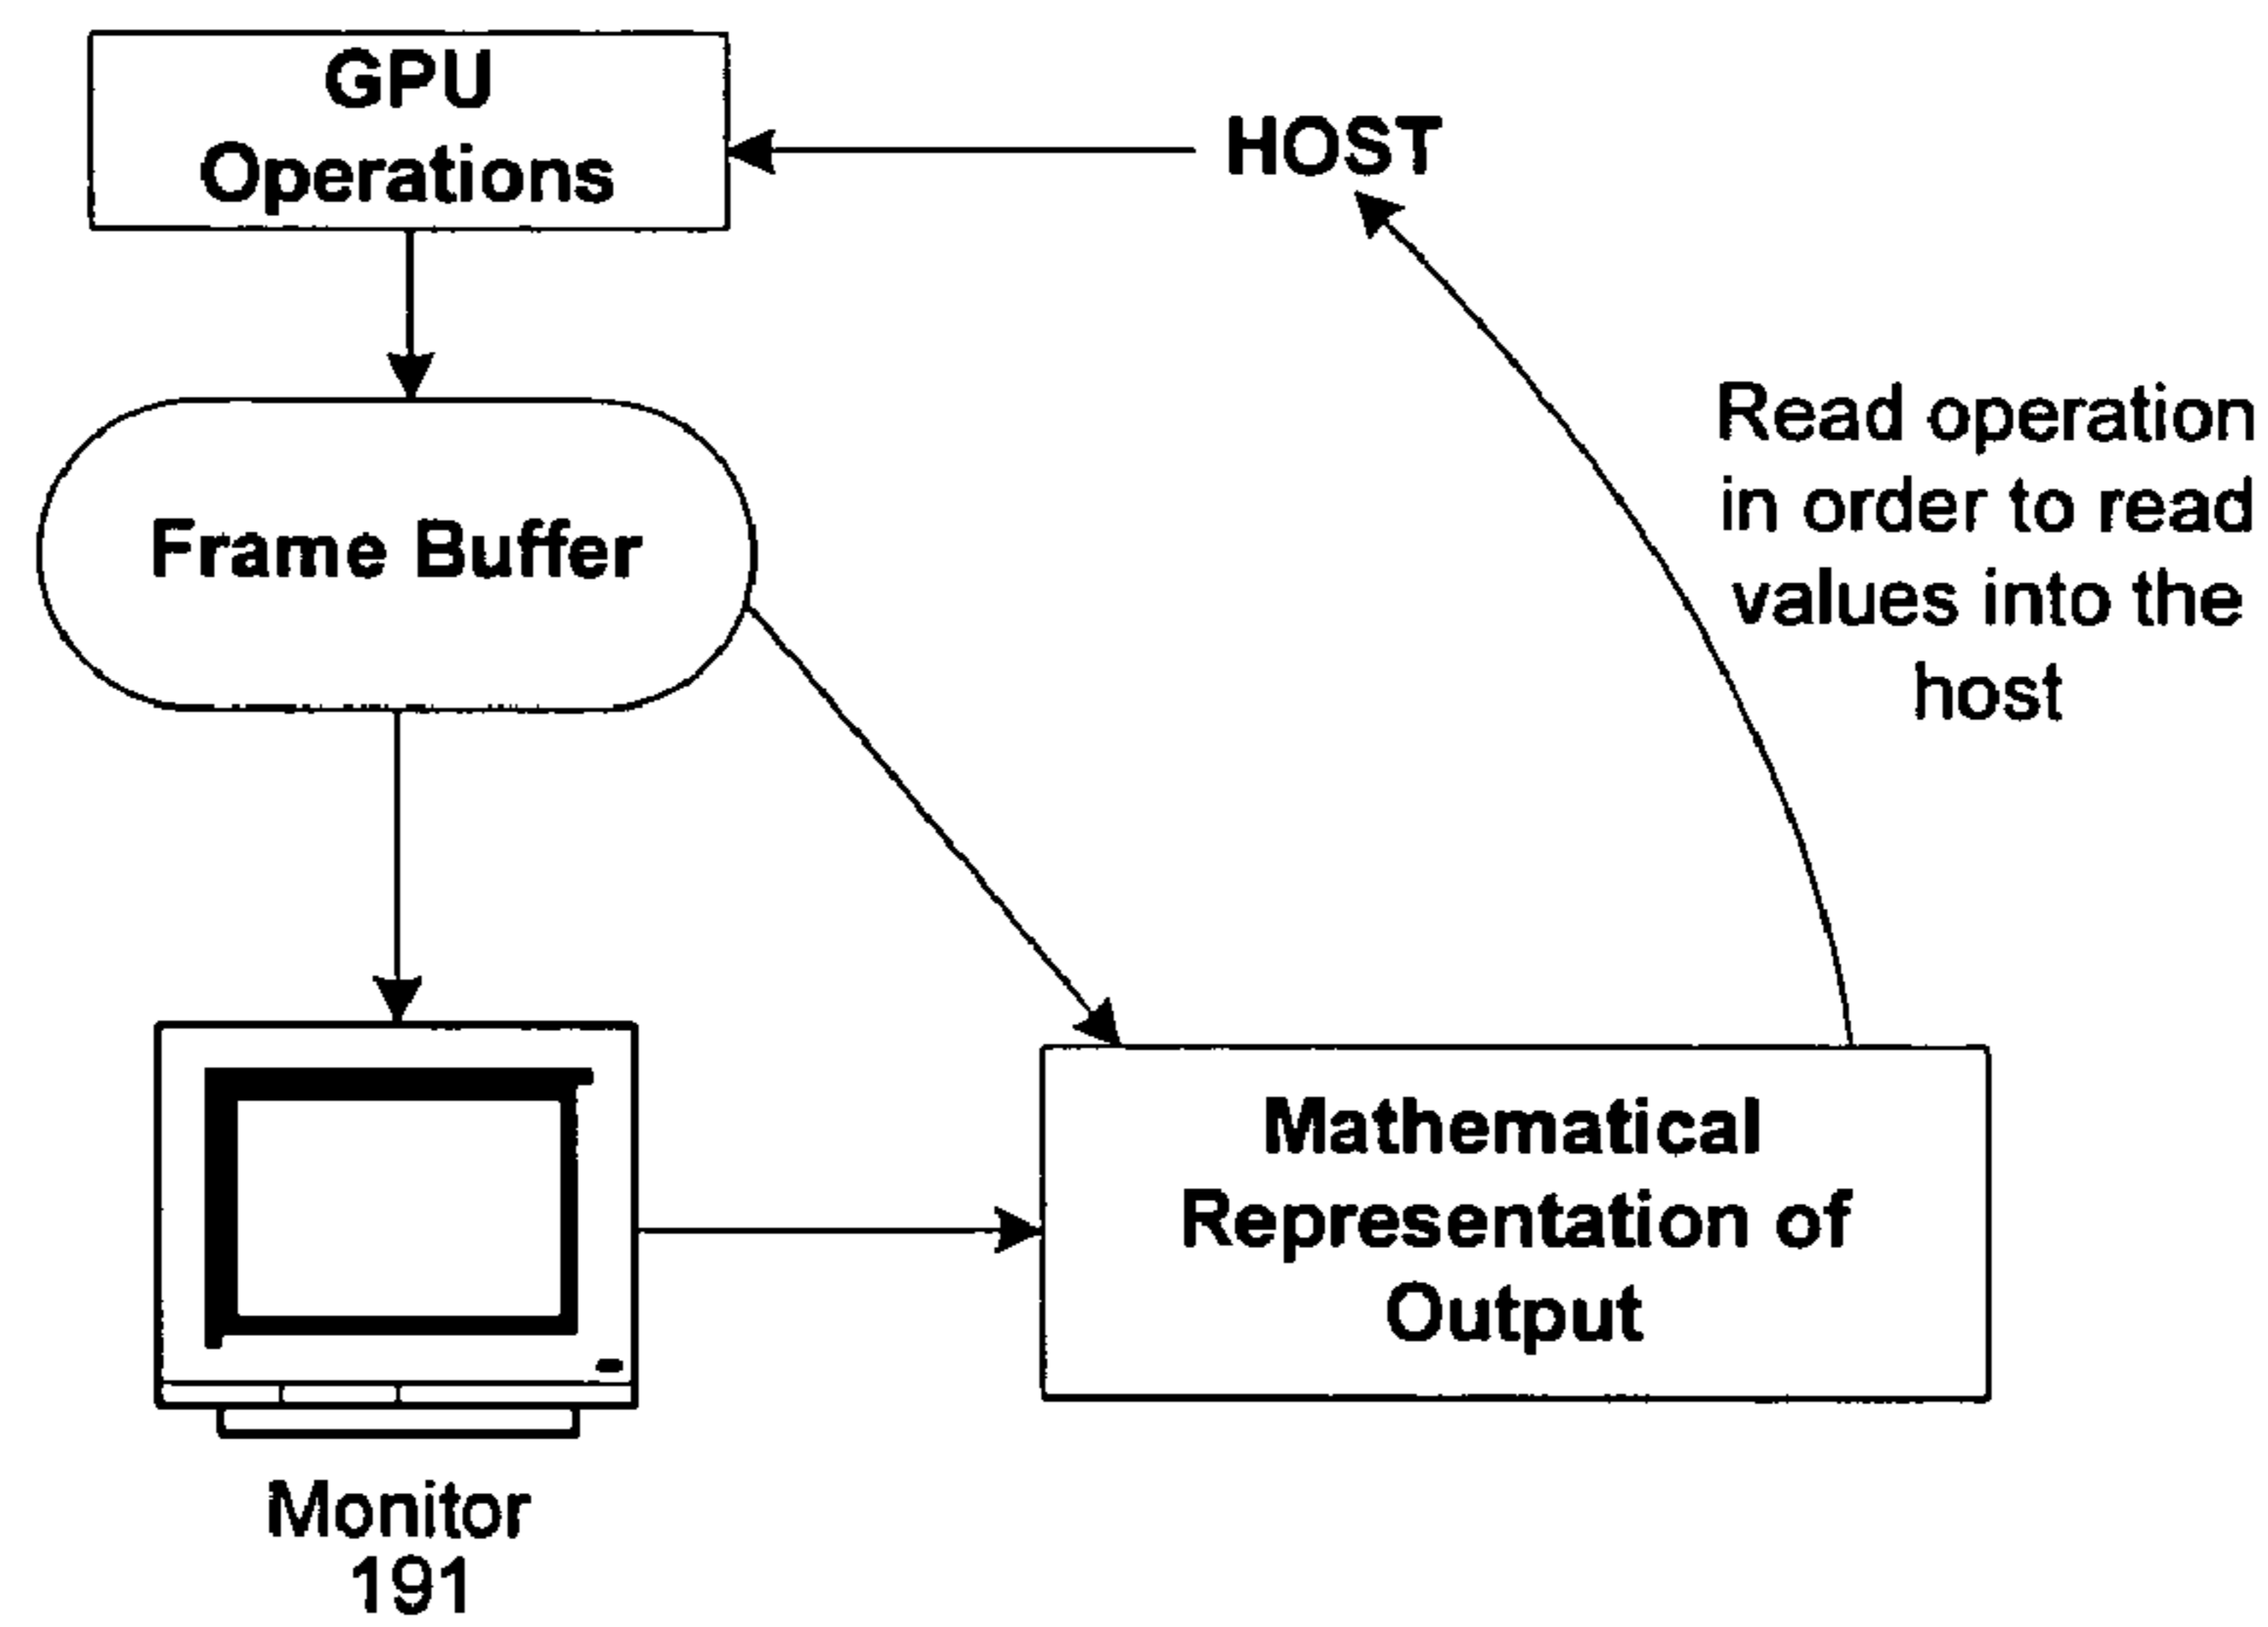 GPU
Operations
HOST
Read operation
in order to read
values into the
host
Frame Buffer
Mathematical
Representation of
Output
Monitor
191